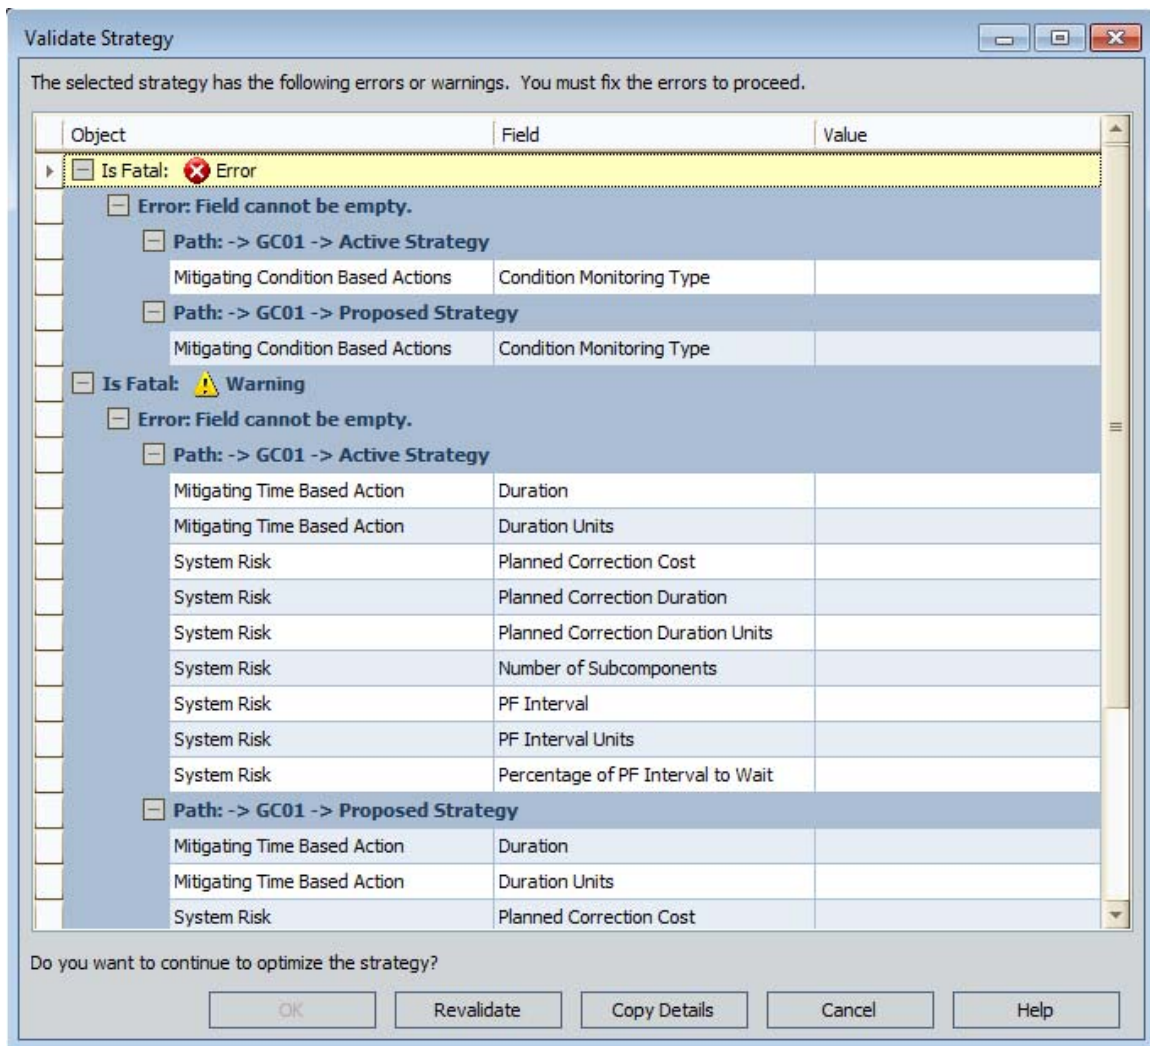 Validate Strategy
The selected strategy has the following errors or warnings. You must fix the errors to proceed.
Object Field Value
Is Fatal: Error
Error: Field cannot be empty.
Path: -> GC01 -> Active Strategy
Mitigating Condition Based Actions Condition Monitoring Type
Path: -> GC01 -> Proposed Strategy
Mitigating Condition Based Actions Condition Monitoring Type
Is Fatal: Warning
Error: Field cannot be empty.
Path: -> GC01 -> Active Strategy
Mitigating Time Based Action Duration
Mitigating Time Based Action Duration Units
System Risk Planned Correction Cost
System Risk Planned Correction Duration
System Risk Planned Correction Duration Units
System Risk Number of Subcomponents
System Risk PF Interval
System Risk PF Interval Units
System Risk Percentage of PF Interval to Wait
Path: -> GC01 -> Proposed Strategy
Mitigating Time Based Action Duration
Mitigating Time Based Action Duration Units
System Risk Planned Correction Cost
Do you want to continue to optimize the strategy?
OK Revalidate Copy Details Cancel Help